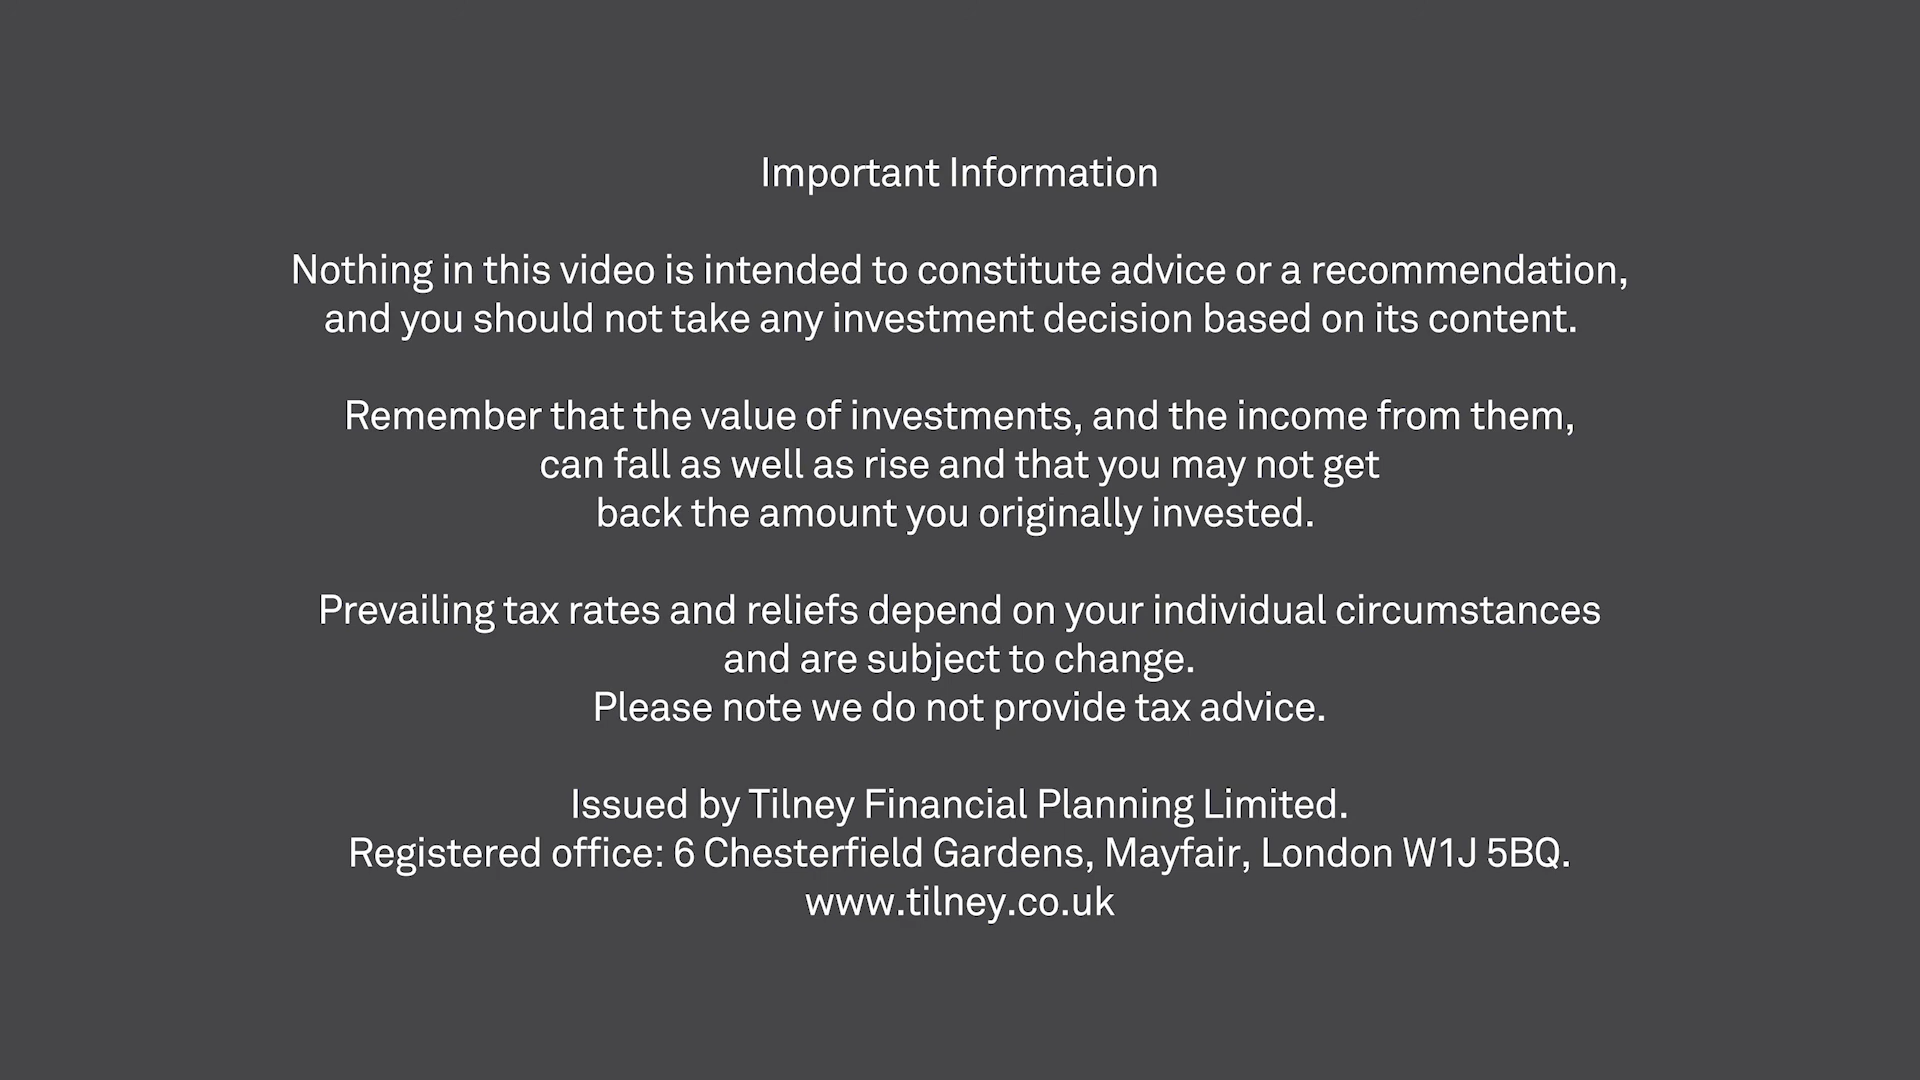 Important Information
Nothing in this video is intended to constitute advice or a recommendation,
and you should not take any investment decision based on its content.
Remember that the value of investments, and the income from them,
can fall as well as rise and that you may not get
back the amount you originally invested.
Prevailing tax rates and reliefs depend on your individual circumstances
and are subject to change.
Please note we do not provide tax advice.
Issued by Tilney Financial Planning Limited.
Registered office: 6 Chesterfield Gardens, Mayfair, London W1J 5BQ.
www.tilney.co.uk